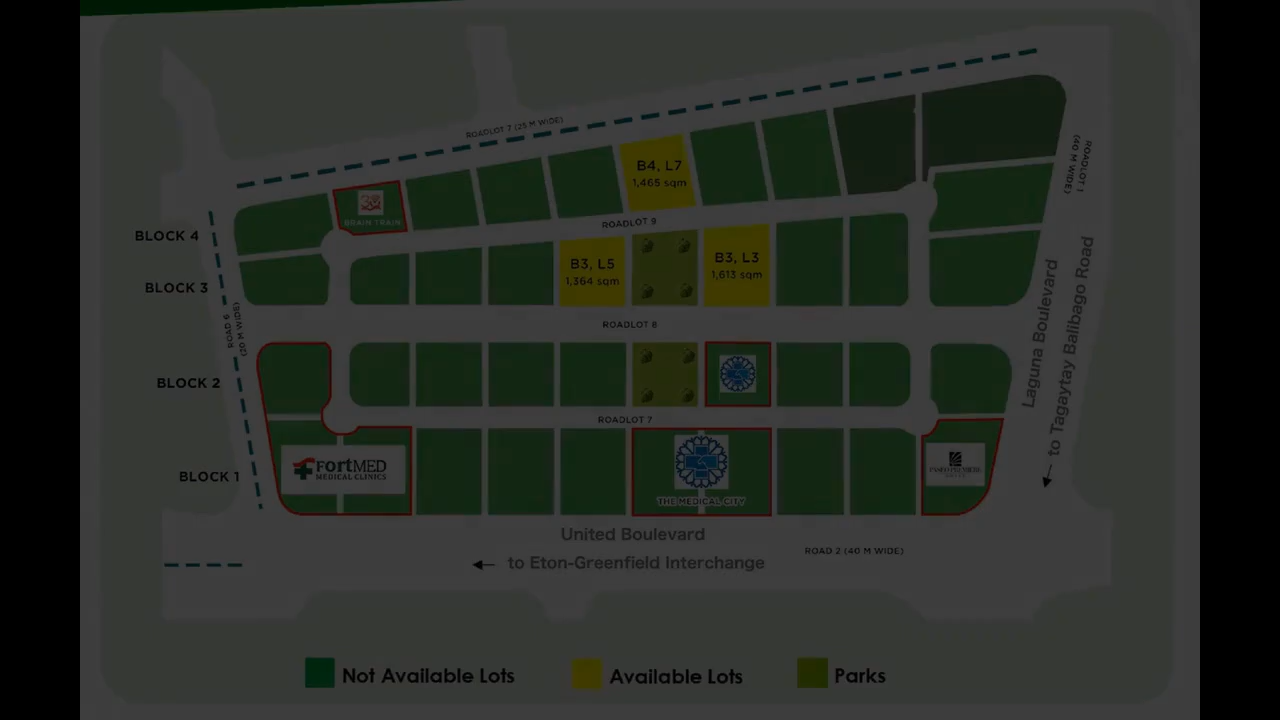 ROADLOT 7 (25 M WIDE)
B4, L7
1,465 sqm
ROADLOT 1
(40 M WIDE)
BRAIN TRAIN
ROADLOT 9
BLOCK 4
B3, L5
1,364 sqm
B3, L3
1,613 sqm
BLOCK 3
ROAD 6
(20 M WIDE)
ROADLOT 8
Laguna Boulevard
to Tagaytay Balibago Road
BLOCK 2
ROADLOT 7
BLOCK 1
FORTMED
MEDICAL CLINICS
THE MEDICAL CITY
United Boulevard
ROAD 2 (40 M WIDE)
to Eton-Greenfield Interchange
Not Available Lots
Available Lots
Parks